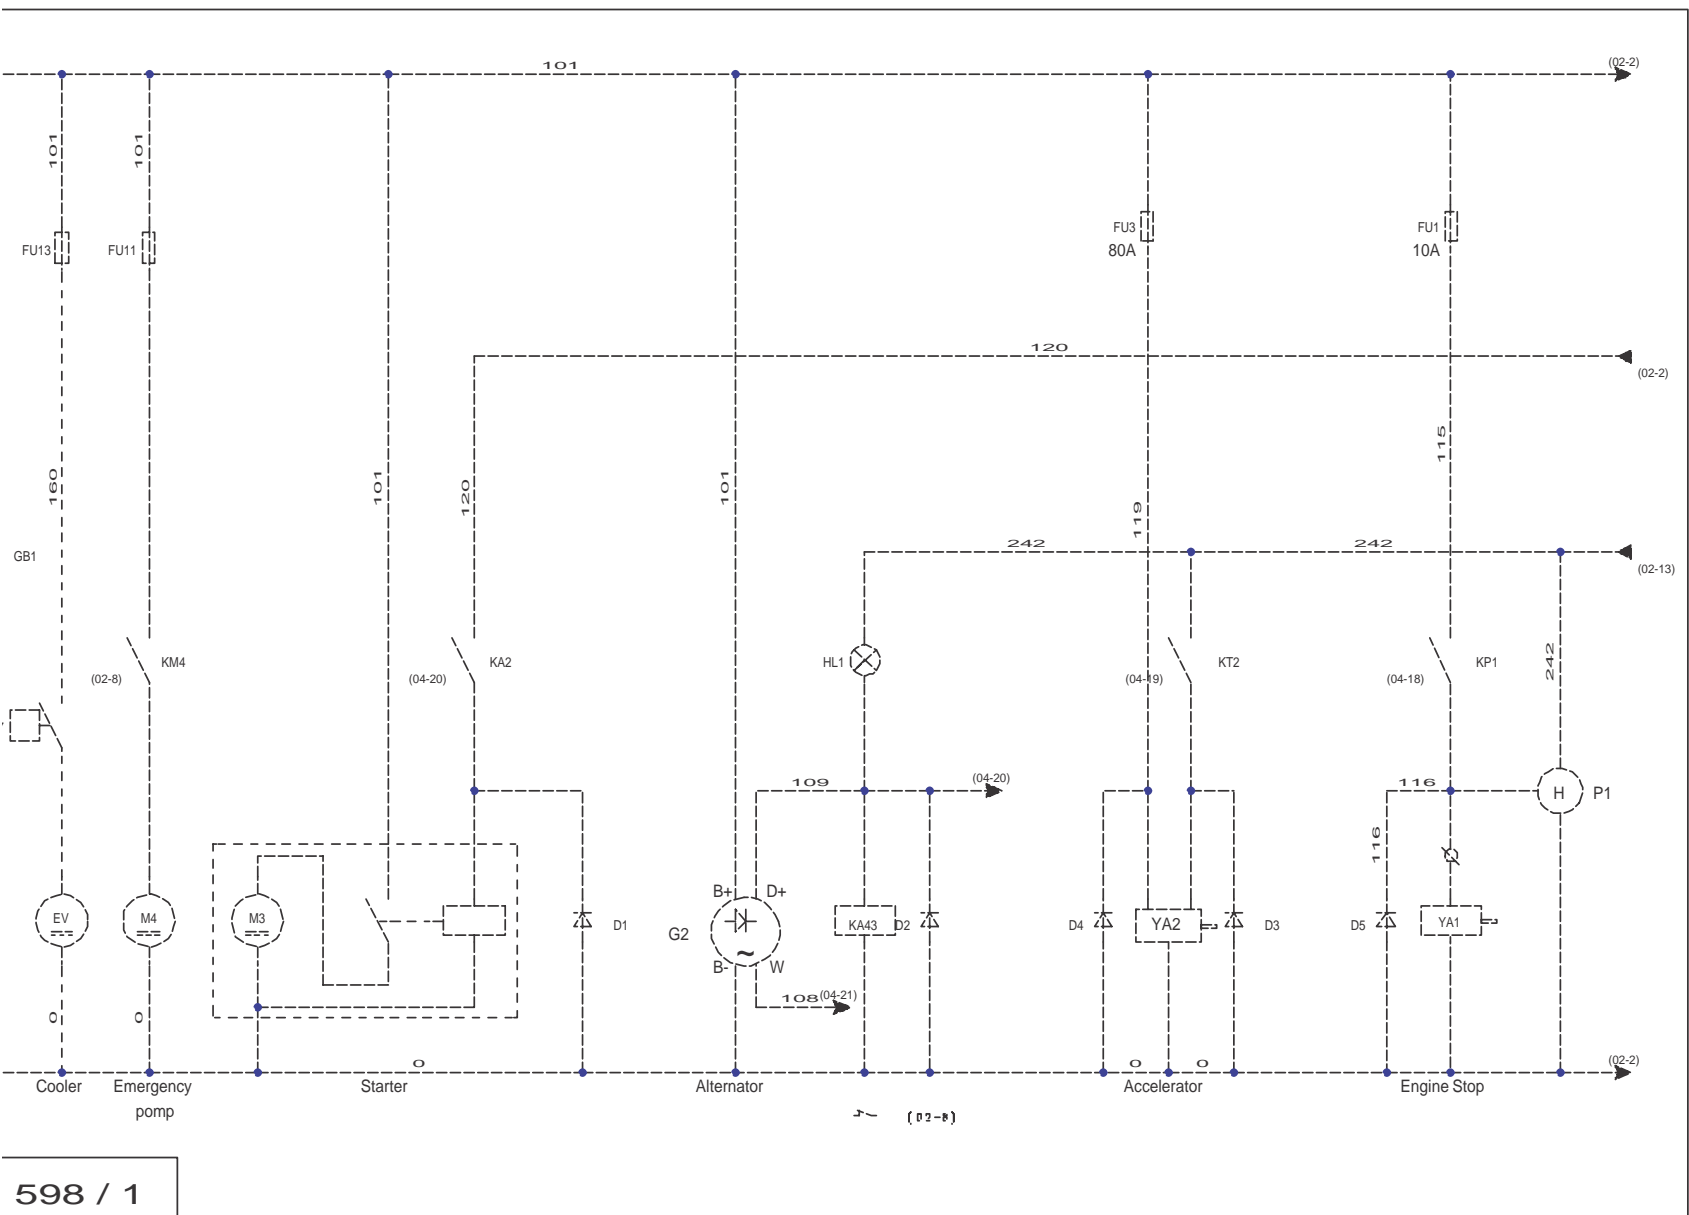 101
(02-2)
101
101
FU13
FU11
FU3
80A
FU1
10A
120
(02-2)
115
160
101
120
101
119
242
242
(02-13)
GB1
KM4
(02-8)
KA2
(04-20)
HL1
KT2
(04-19)
KP1
(04-18)
242
109
(04-20)
116
H
P1
116
B+
D+
EV
M4
M3
D1
G2
KA43
D2
D4
YA2
D3
D5
YA1
~
B-
W
108
(04-21)
0
0
0
0
0
(02-2)
Cooler
Emergency
pomp
Starter
Alternator
Accelerator
Engine Stop
(02-8)
598 / 1